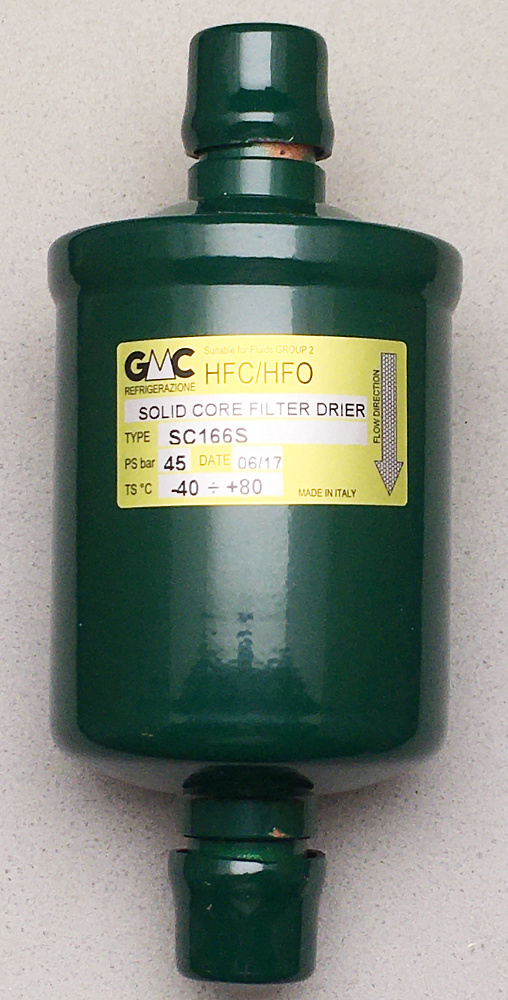 GMC
REFRIGERAZIONE
Suitable for Fluids GROUP 2
HFC/HFO
SOLID CORE FILTER DRIER
TYPE SC166S
PS bar 45 DATE 06/17
TS °C -40 ÷ +80
MADE IN ITALY
FLOW DIRECTION